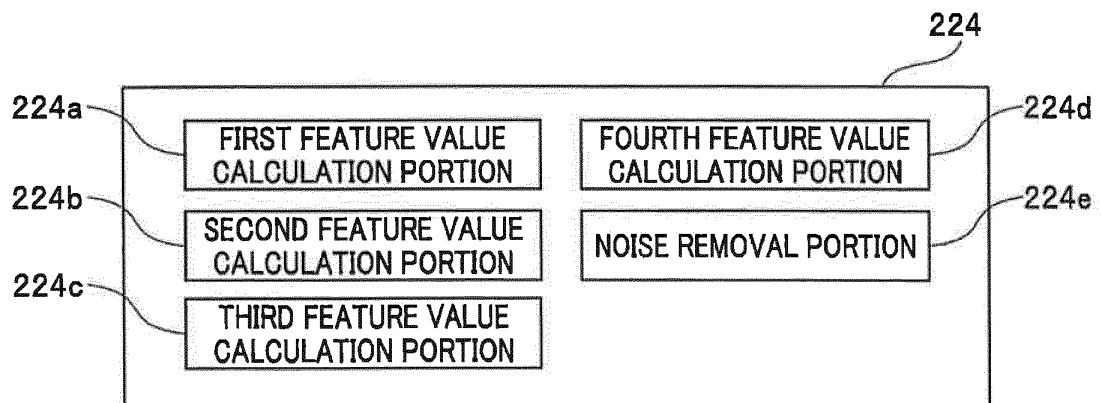 224
224a
FIRST FEATURE VALUE
CALCULATION PORTION
224b
SECOND FEATURE VALUE
CALCULATION PORTION
224c
THIRD FEATURE VALUE
CALCULATION PORTION
FOURTH FEATURE VALUE
CALCULATION PORTION
224d
NOISE REMOVAL PORTION
224e